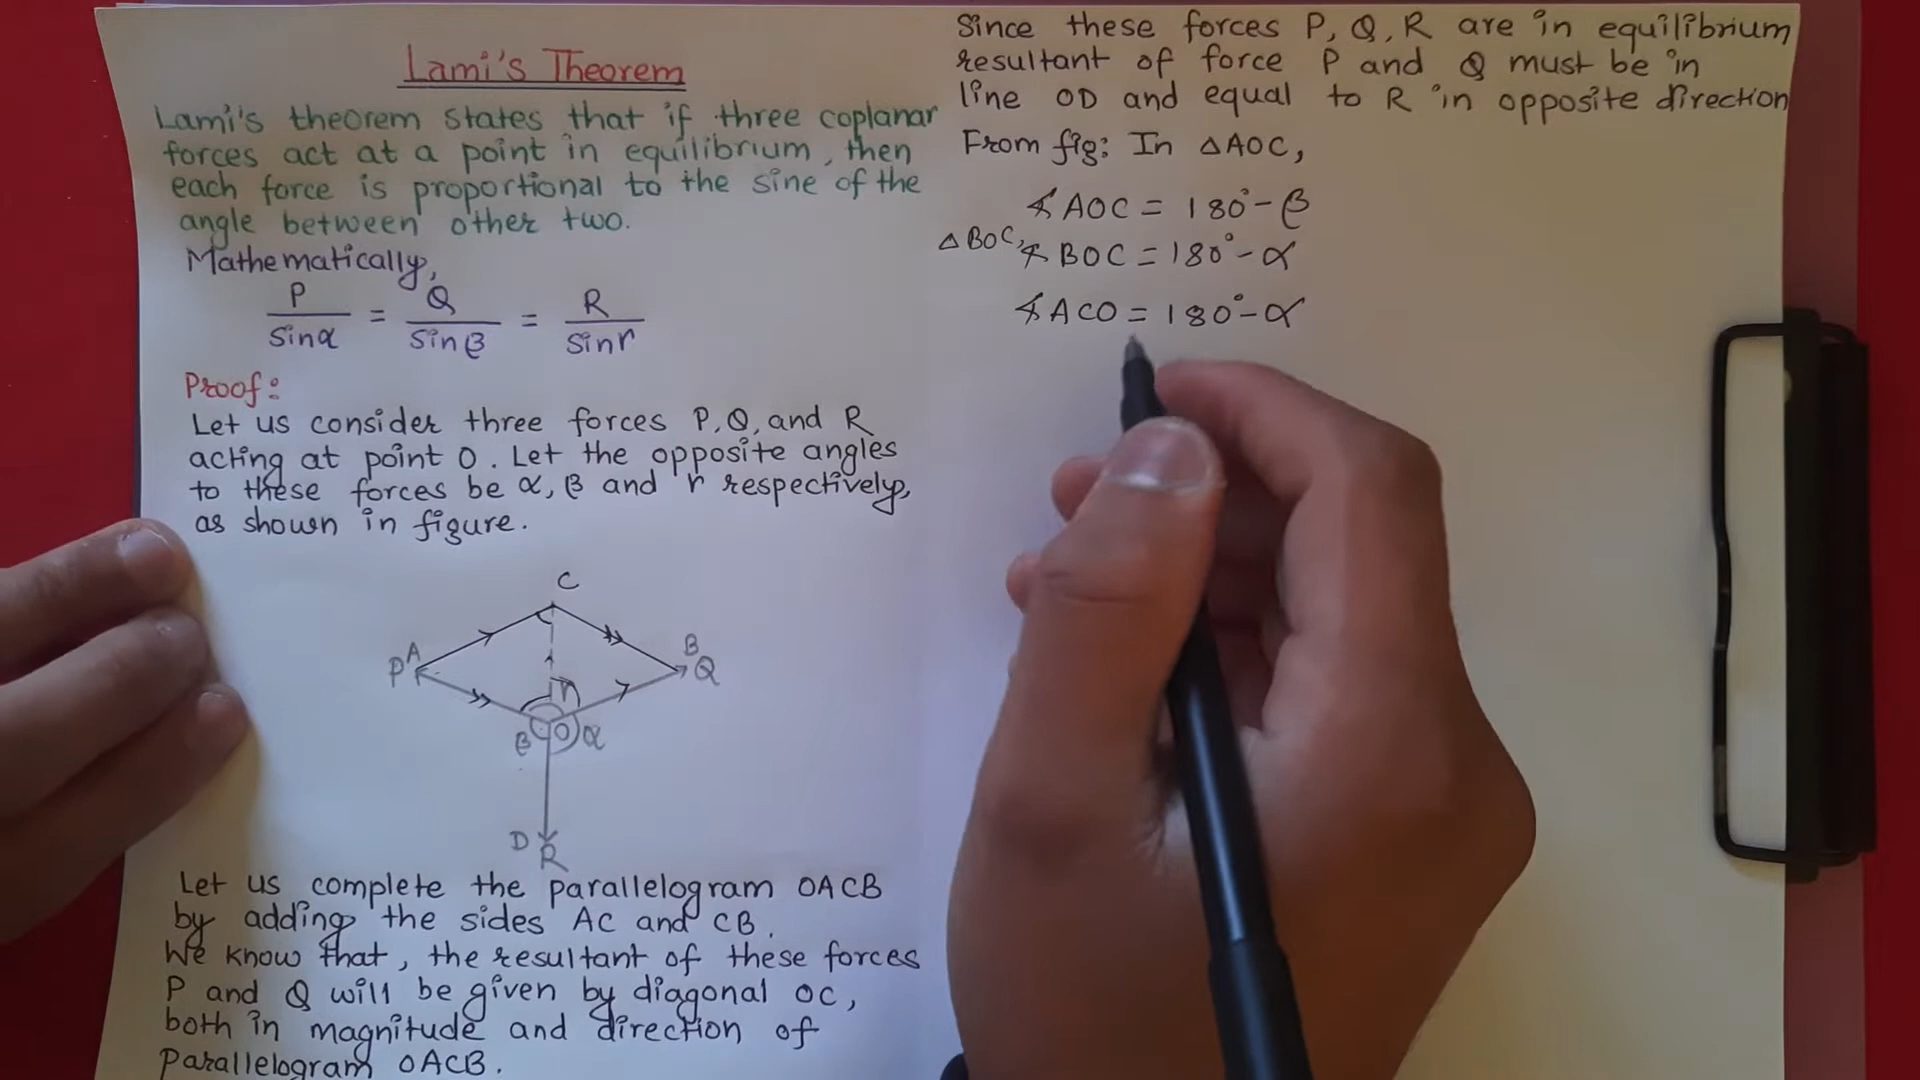 Lami's Theorem
Lami's theorem states that if three coplanar
forces act at a point in equilibrium, then
each force is proportional to the sine of the
angle between other two.
Mathematically,
P/Sinα = Q/Sinβ = R/Sinr
Proof:
Let us consider three forces P, Q, and R
acting at point O. Let the opposite angles
to these forces be α, β and r respectively,
as shown in figure.
C
P A
B
Q
r
β O α
D
R
Let us complete the parallelogram OACB
by adding the sides AC and CB.
We know that, the resultant of these forces
P and Q will be given by diagonal OC,
both in magnitude and direction of
Parallelogram OACB.
Since these forces P, Q, R are in equilibrium
resultant of force P and Q must be in
line OD and equal to R in opposite direction
From fig: In △AOC,
∡AOC = 180° - β
△BOC, ∡BOC = 180° - α
∡ACO = 180° - α